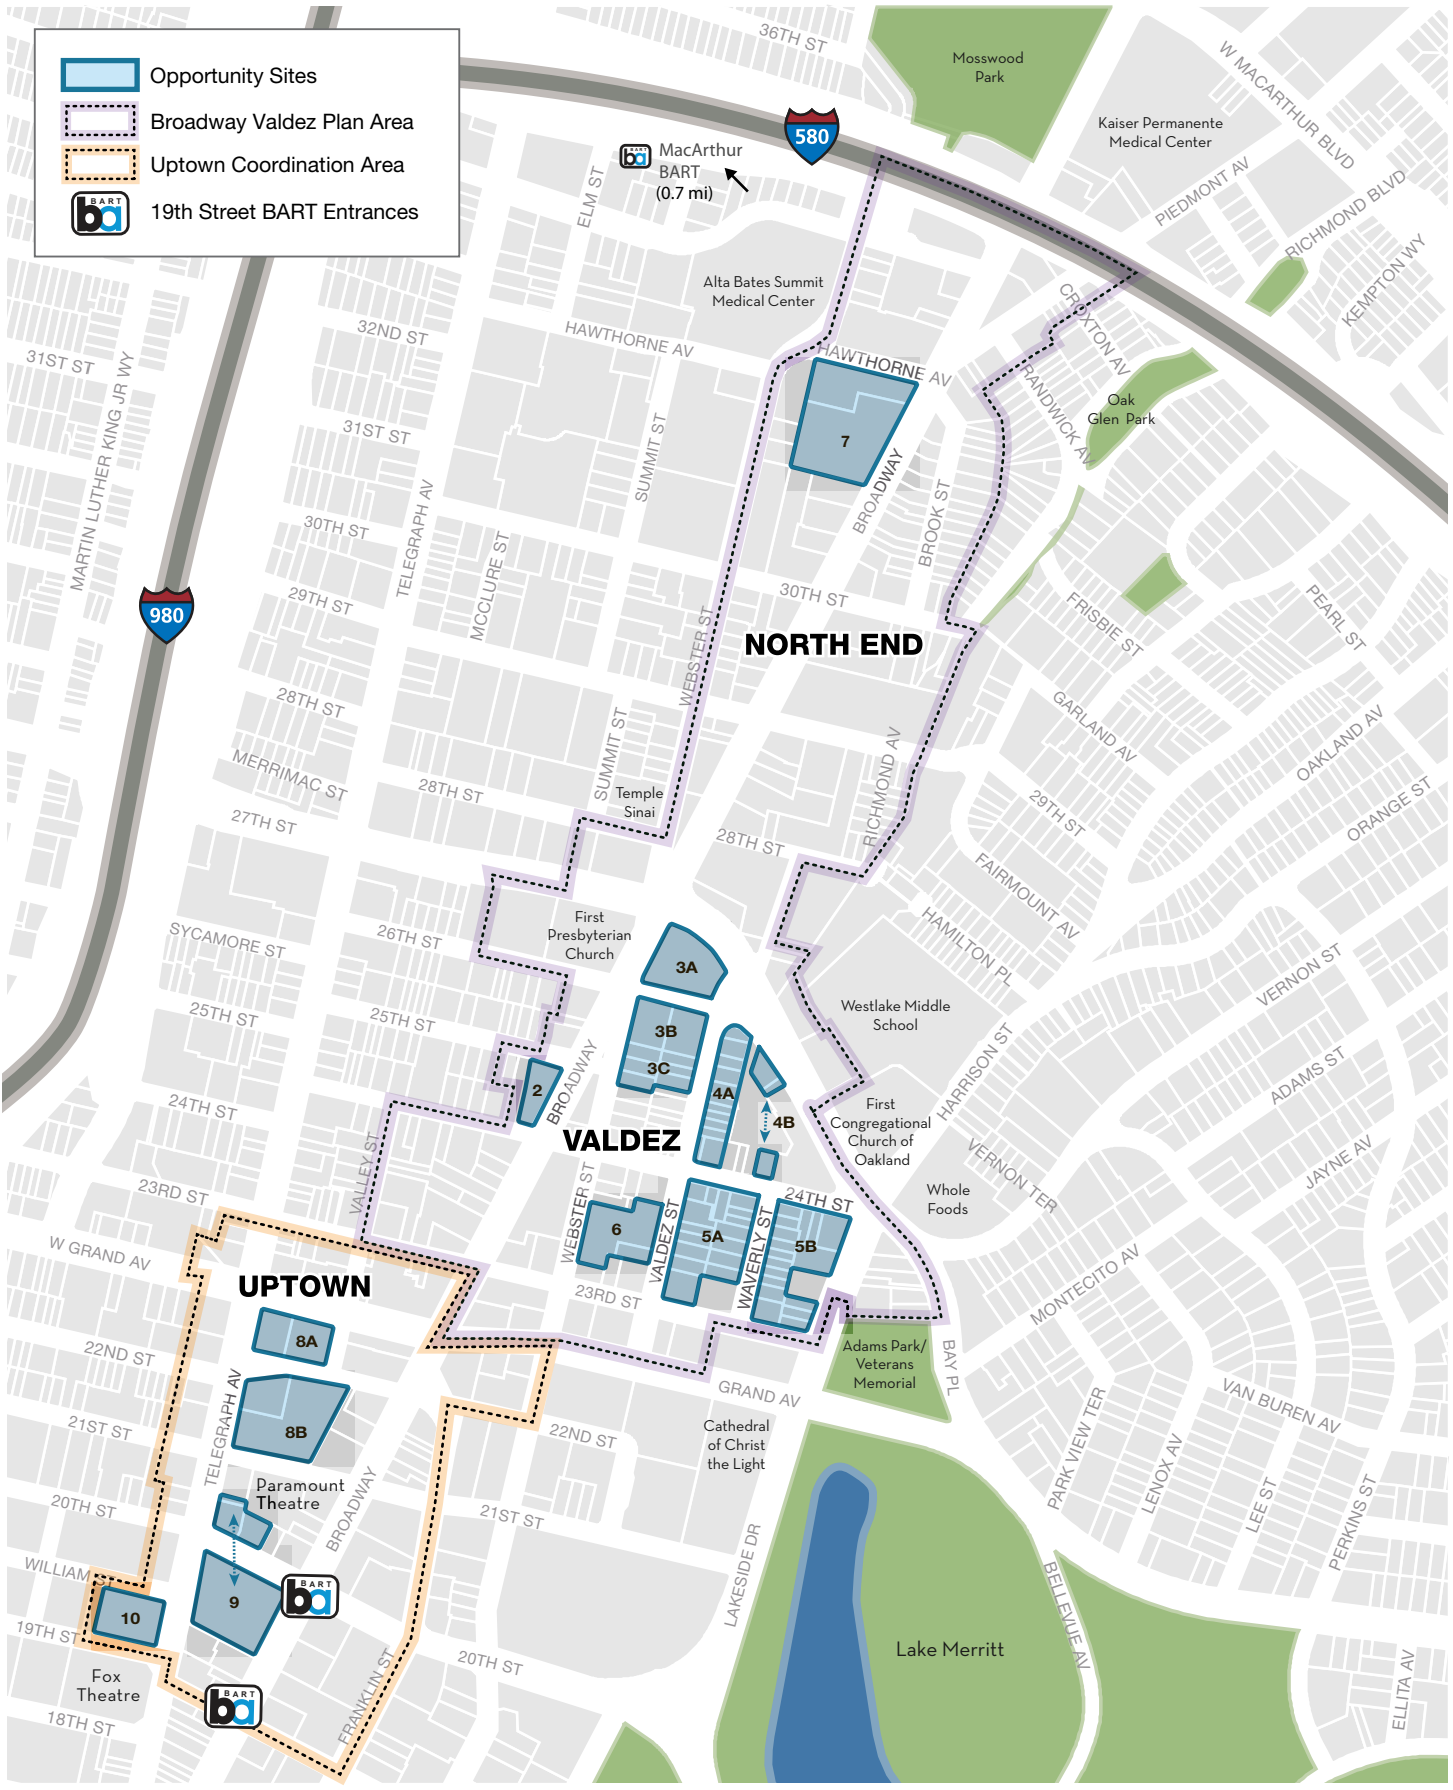 Opportunity Sites
Broadway Valdez Plan Area
Uptown Coordination Area
BART
ba
19th Street BART Entrances
36TH ST
Mosswood
Park
W MACARTHUR BLVD
Kaiser Permanente
Medical Center
580
BART
ba
MacArthur
BART
(0.7 mi)
PIEDMONT AV
RICHMOND BLVD
KEMPTON WY
ELM ST
Alta Bates Summit
Medical Center
CROXTON AV
32ND ST
HAWTHORNE AV
HAWTHORNE AV
31ST ST
MARTIN LUTHER KING JR WY
RANDWICK AV
Oak
Glen Park
7
31ST ST
SUMMIT ST
BROADWAY
BROOK ST
TELEGRAPH AV
30TH ST
MCCLURE ST
980
29TH ST
30TH ST
FRISBIE ST
PEARL ST
WEBSTER ST
NORTH END
28TH ST
SUMMIT ST
GARLAND AV
OAKLAND AV
RICHMOND AV
MERRIMAC ST
28TH ST
Temple
Sinai
29TH ST
ORANGE ST
27TH ST
28TH ST
FAIRMOUNT AV
HAMILTON PL
First
Presbyterian
Church
SYCAMORE ST
26TH ST
3A
VERNON ST
25TH ST
25TH ST
3B
3C
Westlake Middle
School
HARRISON ST
ADAMS ST
2
BROADWAY
4A
4B
24TH ST
First
Congregational
Church of
Oakland
VALDEZ
VERNON TER
JAYNE AV
VALLEY ST
23RD ST
WEBSTER ST
24TH ST
Whole
Foods
6
VALDEZ ST
5A
WAVERLY ST
5B
W GRAND AV
UPTOWN
23RD ST
MONTECITO AV
8A
22ND ST
Adams Park/
Veterans
Memorial
BAY PL
TELEGRAPH AV
GRAND AV
VAN BUREN AV
8B
21ST ST
Cathedral
of Christ
the Light
22ND ST
PARK VIEW TER
LENOX AV
LEE ST
PERKINS ST
Paramount
Theatre
BROADWAY
20TH ST
21ST ST
LAKESIDE DR
WILLIAM ST
10
9
BART
ba
BELLEVUE AV
19TH ST
Lake Merritt
20TH ST
FRANKLIN ST
Fox
Theatre
BART
ba
ELLITA AV
18TH ST